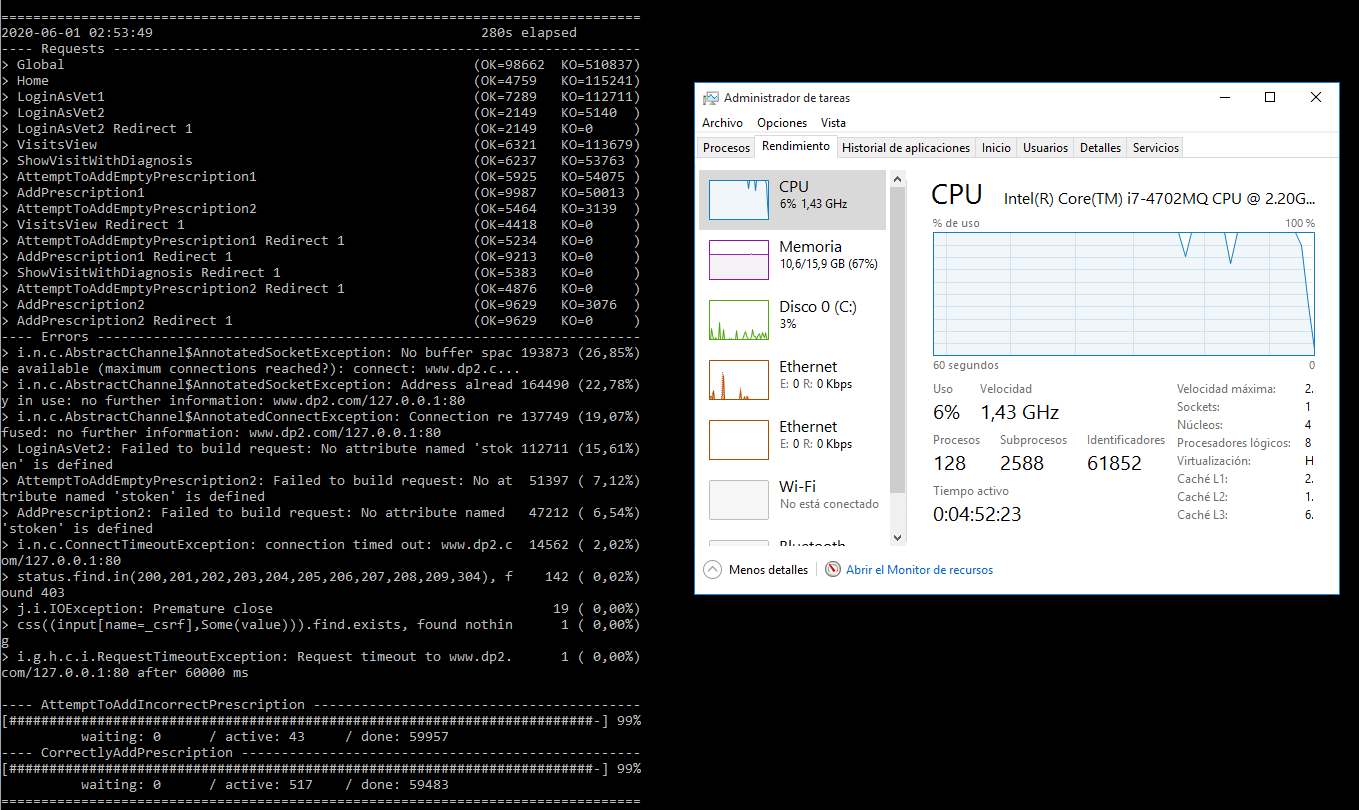 ================================================================================
2020-06-01 02:53:49                                         280s elapsed
---- Requests ------------------------------------------------------------------
> Global                                                   (OK=98662  KO=510837)
> Home                                                     (OK=4759   KO=115241)
> LoginAsVet1                                              (OK=7289   KO=112711)
> LoginAsVet2                                              (OK=2149   KO=5140  )
> LoginAsVet2 Redirect 1                                   (OK=2149   KO=0     )
> VisitsView                                               (OK=6321   KO=113679)
> ShowVisitWithDiagnosis                                   (OK=6237   KO=53763 )
> AttemptToAddEmptyPrescription1                           (OK=5925   KO=54075 )
> AddPrescription1                                         (OK=9987   KO=50013 )
> AttemptToAddEmptyPrescription2                           (OK=5464   KO=3139  )
> VisitsView Redirect 1                                    (OK=4418   KO=0     )
> AttemptToAddEmptyPrescription1 Redirect 1                (OK=5234   KO=0     )
> AddPrescription1 Redirect 1                              (OK=9213   KO=0     )
> ShowVisitWithDiagnosis Redirect 1                        (OK=5383   KO=0     )
> AttemptToAddEmptyPrescription2 Redirect 1                (OK=4876   KO=0     )
> AddPrescription2                                         (OK=9629   KO=3076  )
> AddPrescription2 Redirect 1                              (OK=9629   KO=0     )
---- Errors --------------------------------------------------------------------
> i.n.c.AbstractChannel$AnnotatedSocketException: No buffer spac 193873 (26,85%)
e available (maximum connections reached?): connect: www.dp2.c...
> i.n.c.AbstractChannel$AnnotatedSocketException: Address alread 164490 (22,78%)
y in use: no further information: www.dp2.com/127.0.0.1:80
> i.n.c.AbstractChannel$AnnotatedConnectException: Connection re 137749 (19,07%)
fused: no further information: www.dp2.com/127.0.0.1:80
> LoginAsVet2: Failed to build request: No attribute named 'stok 112711 (15,61%)
en' is defined
> AttemptToAddEmptyPrescription2: Failed to build request: No at  51397 ( 7,12%)
tribute named 'stoken' is defined
> AddPrescription2: Failed to build request: No attribute named   47212 ( 6,54%)
'stoken' is defined
> i.n.c.ConnectTimeoutException: connection timed out: www.dp2.c  14562 ( 2,02%)
om/127.0.0.1:80
> status.find.in(200,201,202,203,204,205,206,207,208,209,304), f    142 ( 0,02%)
ound 403
> j.i.IOException: Premature close                                   19 ( 0,00%)
> css((input[name=_csrf],Some(value))).find.exists, found nothin      1 ( 0,00%)
g
> i.g.h.c.i.RequestTimeoutException: Request timeout to www.dp2.      1 ( 0,00%)
com/127.0.0.1:80 after 60000 ms
---- AttemptToAddIncorrectPrescription -----------------------------------------
[#########################################################################-] 99%
waiting: 0      / active: 43     / done: 59957
---- CorrectlyAddPrescription --------------------------------------------------
[#########################################################################-] 99%
waiting: 0      / active: 517    / done: 59483
================================================================================
Administrador de tareas
Archivo Opciones Vista
Procesos Rendimiento Historial de aplicaciones Inicio Usuarios Detalles Servicios
CPU
6% 1,43 GHz
Memoria
10,6/15,9 GB (67%)
Disco 0 (C:)
3%
Ethernet
E: 0 R: 0 Kbps
Ethernet
E: 0 R: 0 Kbps
Wi-Fi
No está conectado
Bluetooth
CPU Intel(R) Core(TM) i7-4702MQ CPU @ 2.20G...
% de uso 100 %
60 segundos 0
Uso Velocidad
6% 1,43 GHz
Procesos Subprocesos Identificadores
128 2588 61852
Tiempo activo
0:04:52:23
Velocidad máxima: 2.
Sockets: 1
Núcleos: 4
Procesadores lógicos: 8
Virtualización: H
Caché L1: 2.
Caché L2: 1.
Caché L3: 6.
Menos detalles Abrir el Monitor de recursos